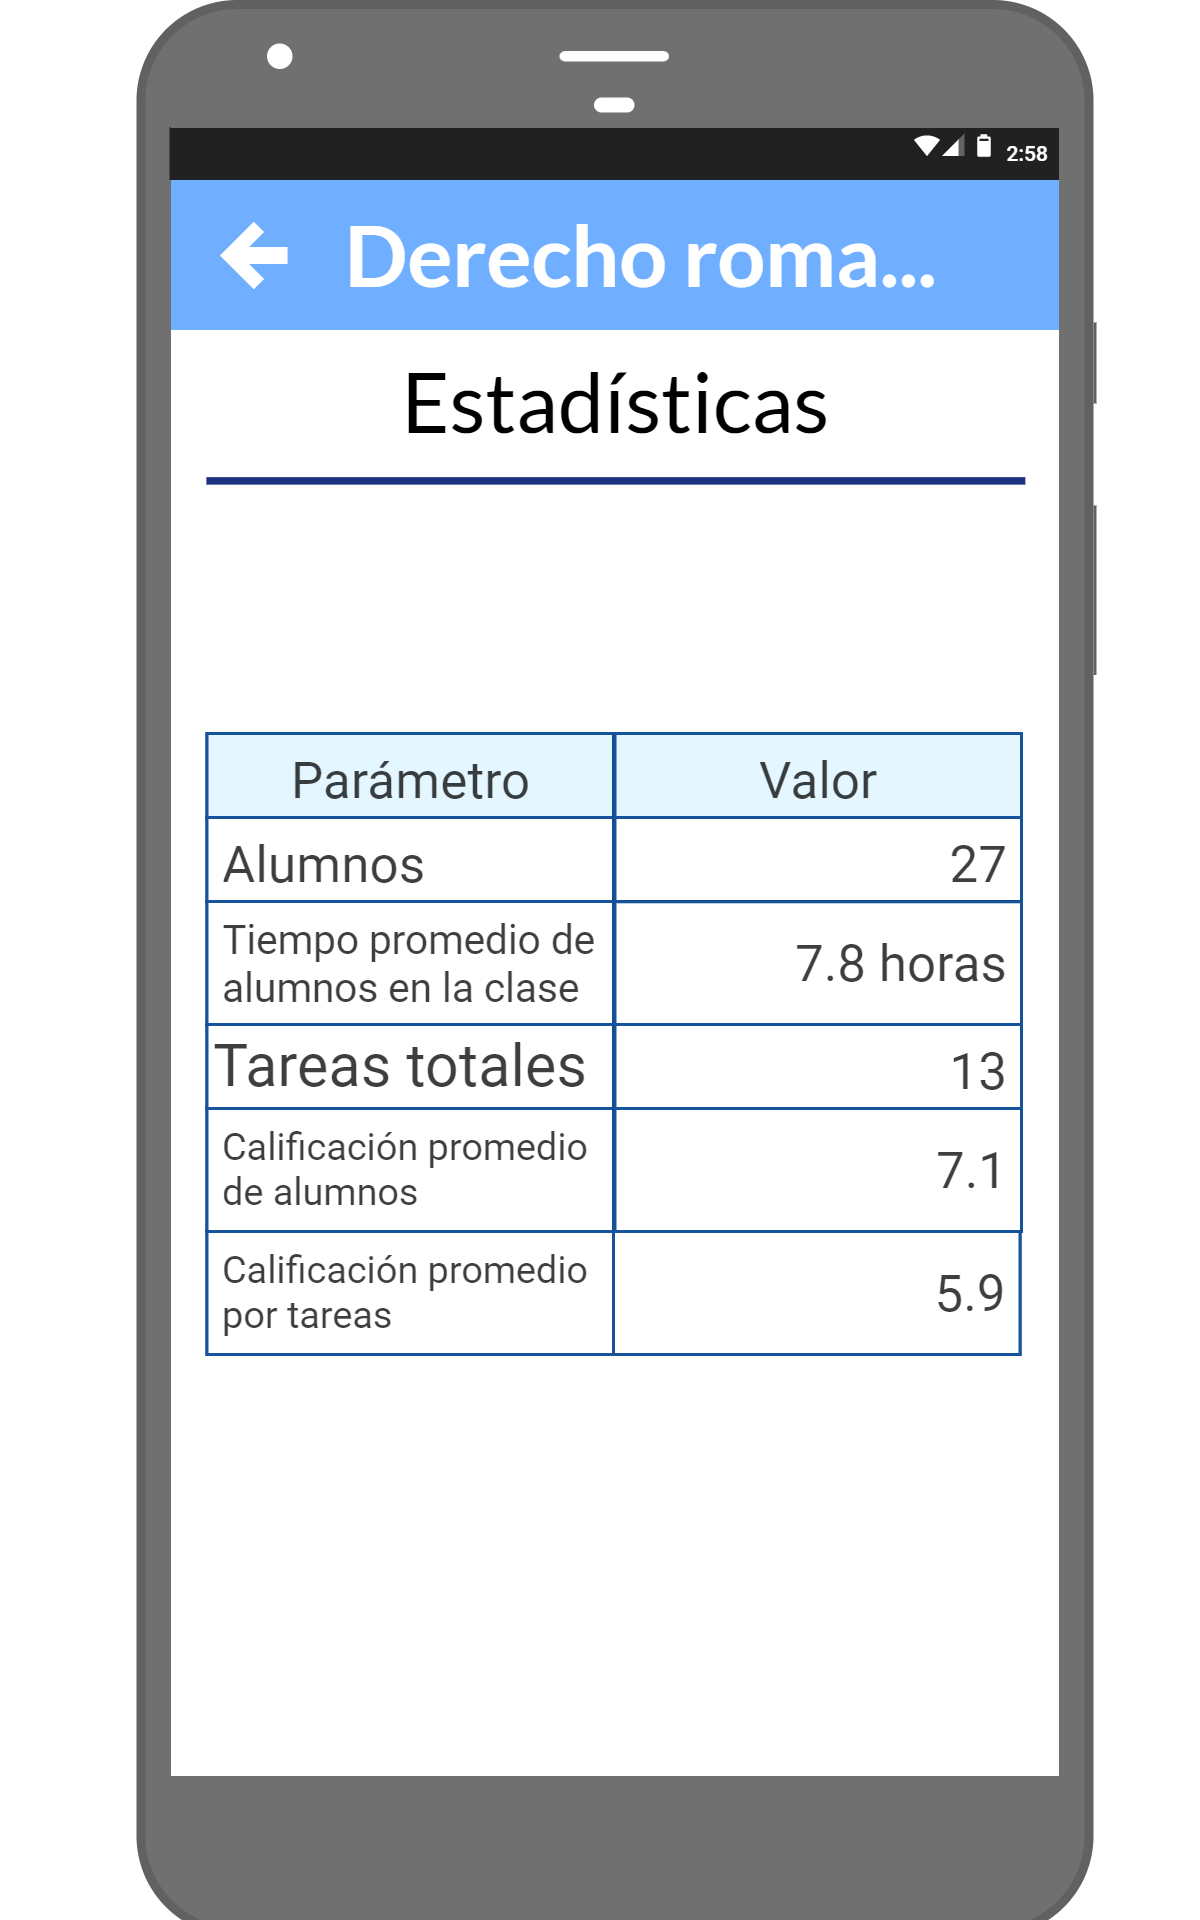 2:58
Derecho roma...
Estadísticas
Parámetro Valor
Alumnos 27
Tiempo promedio de
alumnos en la clase
7.8 horas
Tareas totales 13
Calificación promedio
de alumnos
7.1
Calificación promedio
por tareas
5.9